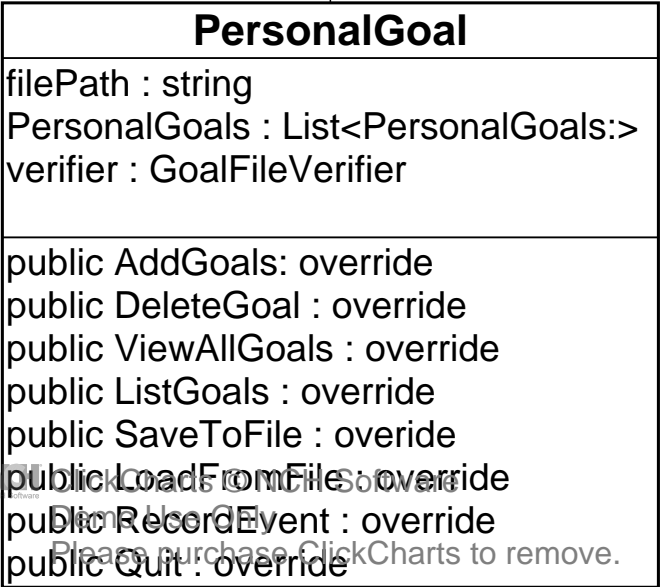 PersonalGoal
filePath : string
PersonalGoals : List<PersonalGoals:>
verifier : GoalFileVerifier
public AddGoals: override
public DeleteGoal : override
public ViewAllGoals : override
public ListGoals : override
public SaveToFile : overide
public LoadFromFile : override
ClickCharts © NCH Software
public RecordEvent : override
Demo Use Only
public Quit : override
Please purchase ClickCharts to remove.